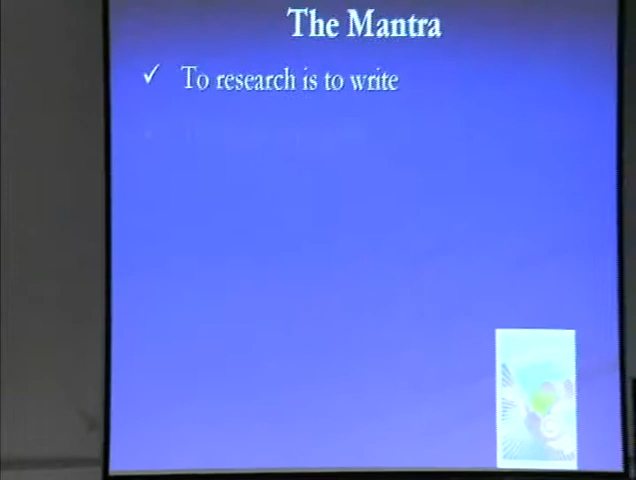 The Mantra
✓ To research is to write